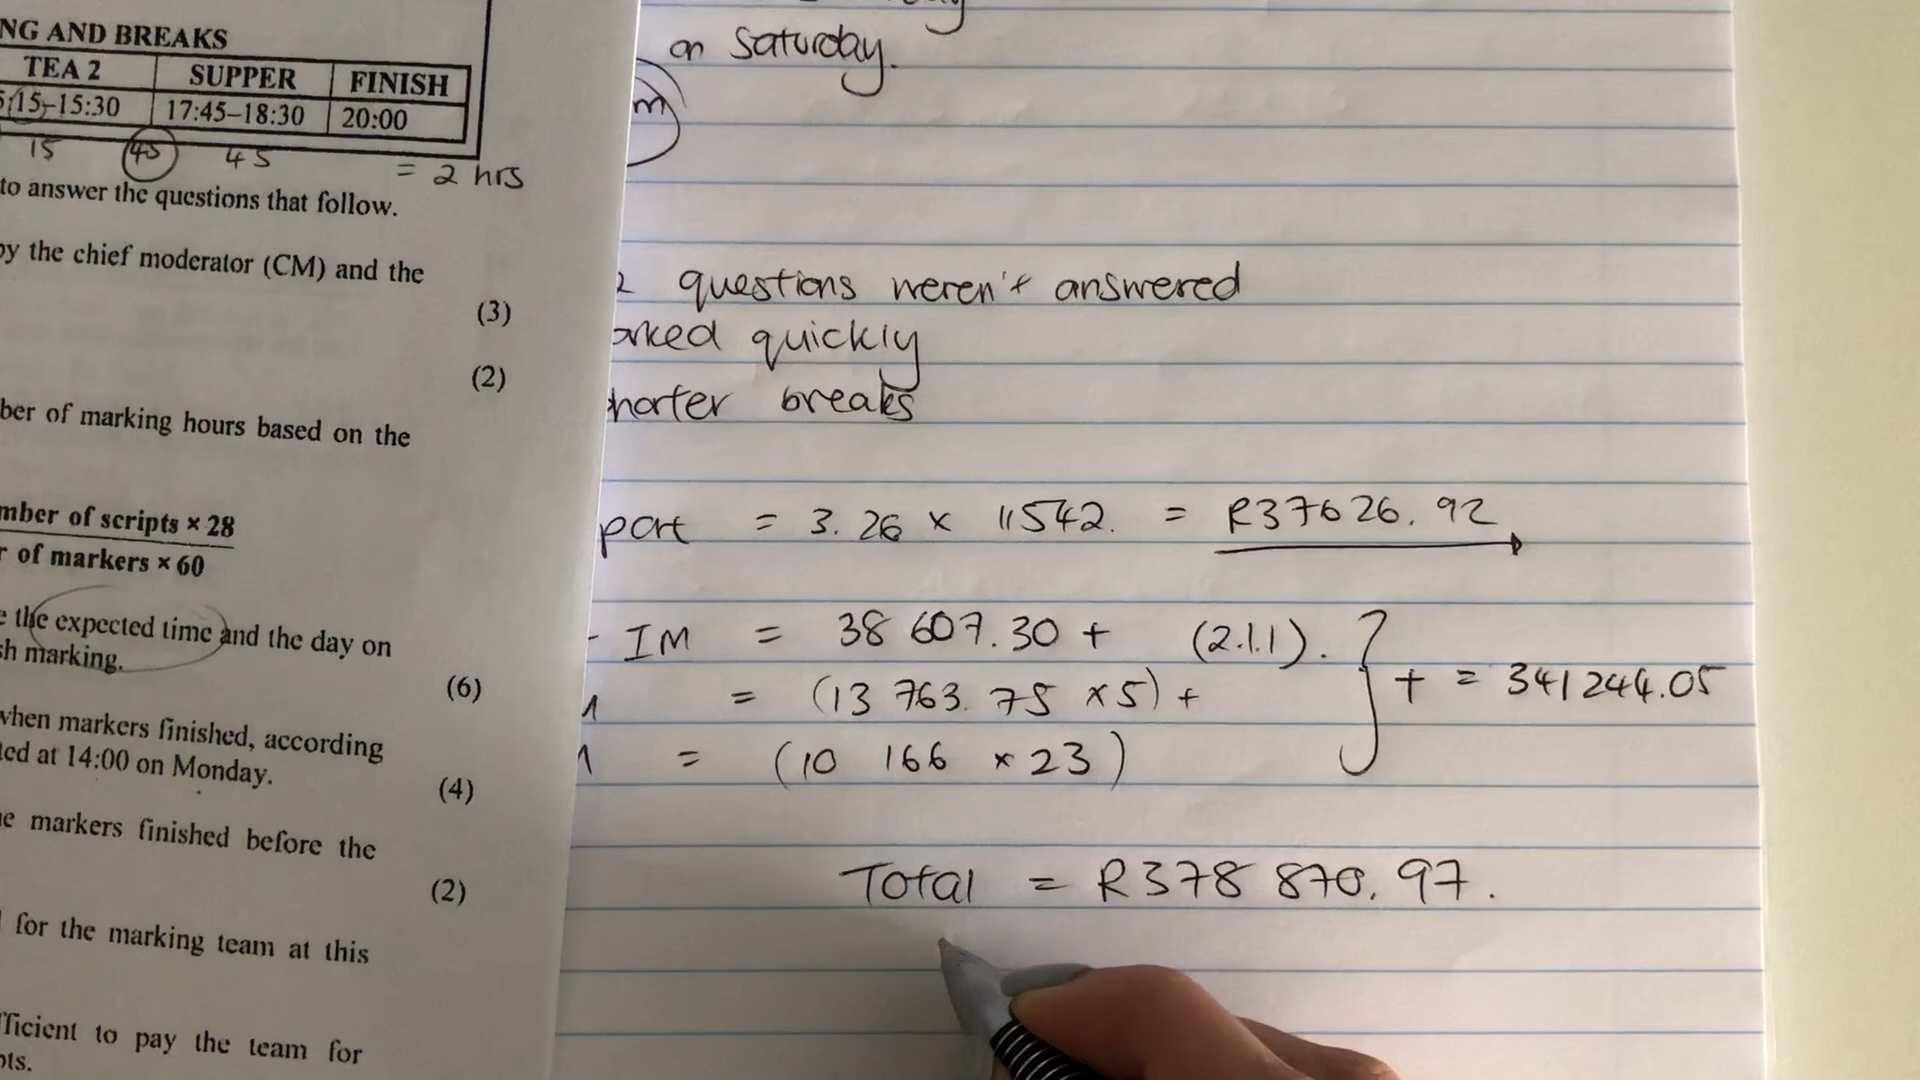 NG AND BREAKS
TEA 2 SUPPER FINISH
15–15:30 17:45–18:30 20:00
15 45 45 = 2 hrs
to answer the questions that follow.
by the chief moderator (CM) and the
(3)
(2)
ber of marking hours based on the
mber of scripts × 28
r of markers × 60
e the expected time and the day on
sh marking.
(6)
when markers finished, according
ted at 14:00 on Monday.
(4)
e markers finished before the
(2)
for the marking team at this
fficient to pay the team for
pts.
on Saturday.
m
2 questions weren't answered
arked quickly
horter breaks
port = 3.26 × 11542. = R37626.92
- IM = 38 607.30 + (2.1.1).
= (13 763.75 ×5) + + = 341244.05
= (10 166 × 23)
Total = R378 870.97.